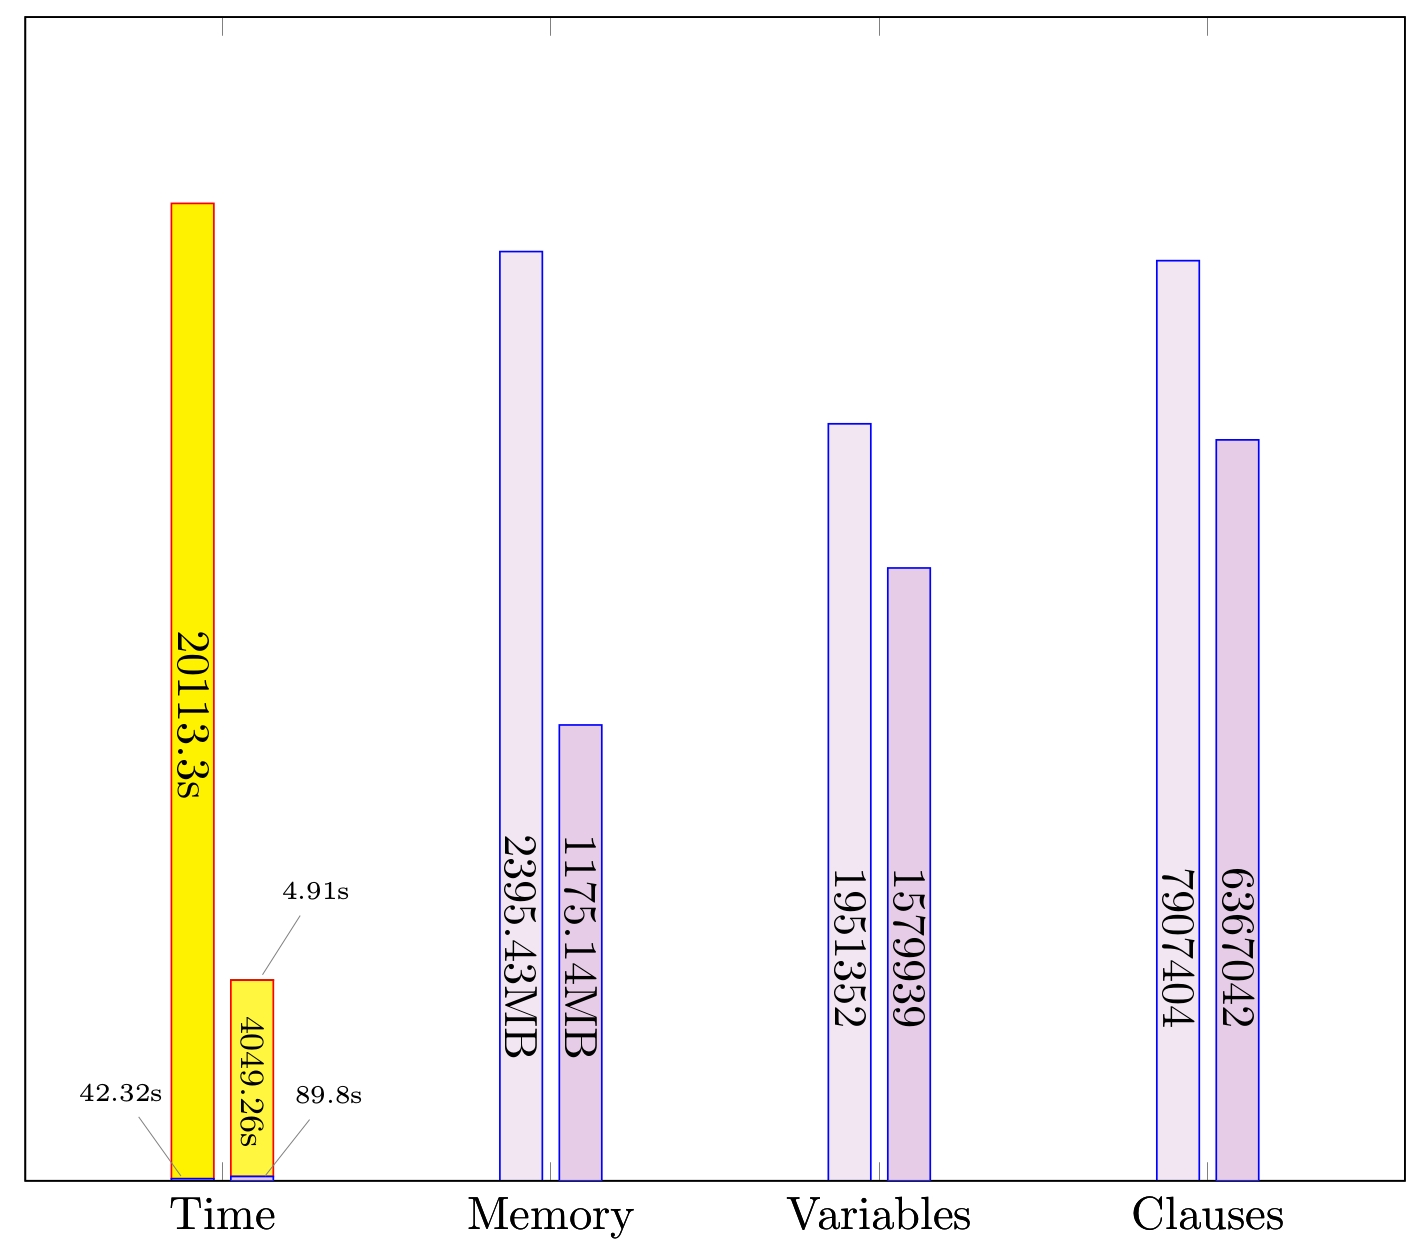 20113.3s
4.91s
4049.26s
42.32s
89.8s
2395.43MB
1175.14MB
1951352
1579939
7907404
6367042
Time
Memory
Variables
Clauses